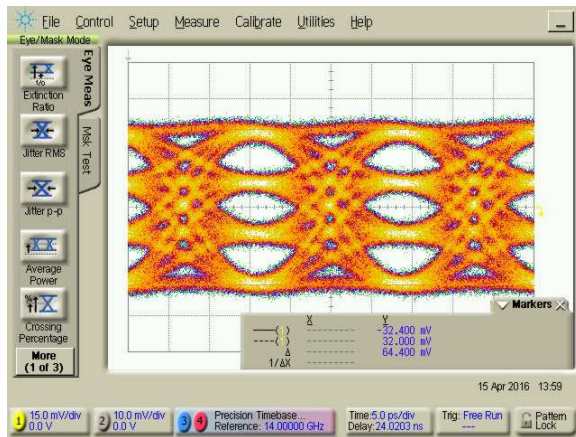 File Control Setup Measure Calibrate Utilities Help
Eye/Mask Mode
Eye Meas
Msk Test
Extinction
Ratio
Jitter RMS
Jitter p-p
Average
Power
Crossing
Percentage
More
(1 of 3)
Markers
X Y
(1) --------- -32.400 mV
(1) --------- 32.000 mV
Δ --------- 64.400 mV
1/ΔX ---------
15 Apr 2016 13:59
1 15.0 mV/div
0.0 V
2 10.0 mV/div
0.0 V
3 4 Precision Timebase...
Reference: 14.00000 GHz
Time:5.0 ps/div
Delay:24.0203 ns
Trig: Free Run
---
Pattern
Lock